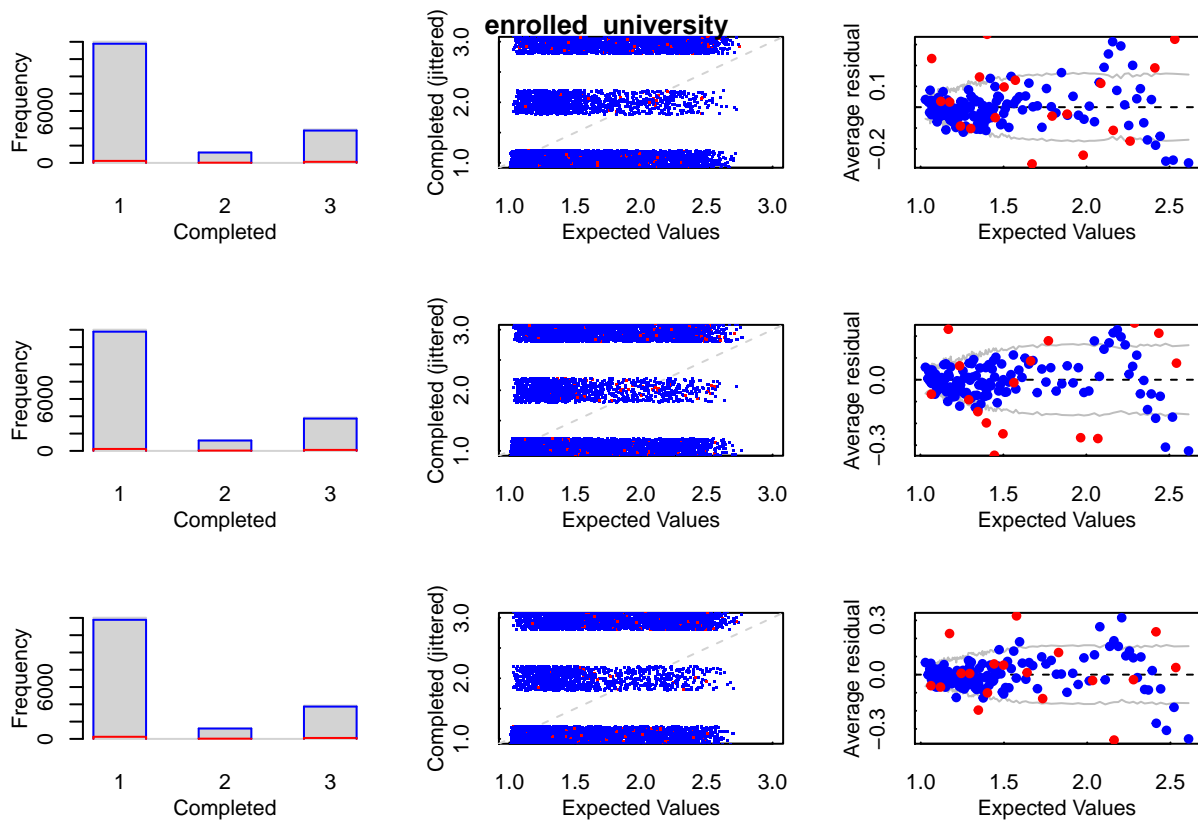 enrolled_university
Frequency
0 6000
1 2 3
Completed
Completed (jittered)
1.0 2.0 3.0
1.0 1.5 2.0 2.5 3.0
Expected Values
Average residual
−0.2 0.1
1.0 1.5 2.0 2.5
Expected Values
Frequency
0 6000
1 2 3
Completed
Completed (jittered)
1.0 2.0 3.0
1.0 1.5 2.0 2.5 3.0
Expected Values
Average residual
−0.3 0.0
1.0 1.5 2.0 2.5
Expected Values
Frequency
0 6000
1 2 3
Completed
Completed (jittered)
1.0 2.0 3.0
1.0 1.5 2.0 2.5 3.0
Expected Values
Average residual
−0.3 0.0 0.3
1.0 1.5 2.0 2.5
Expected Values